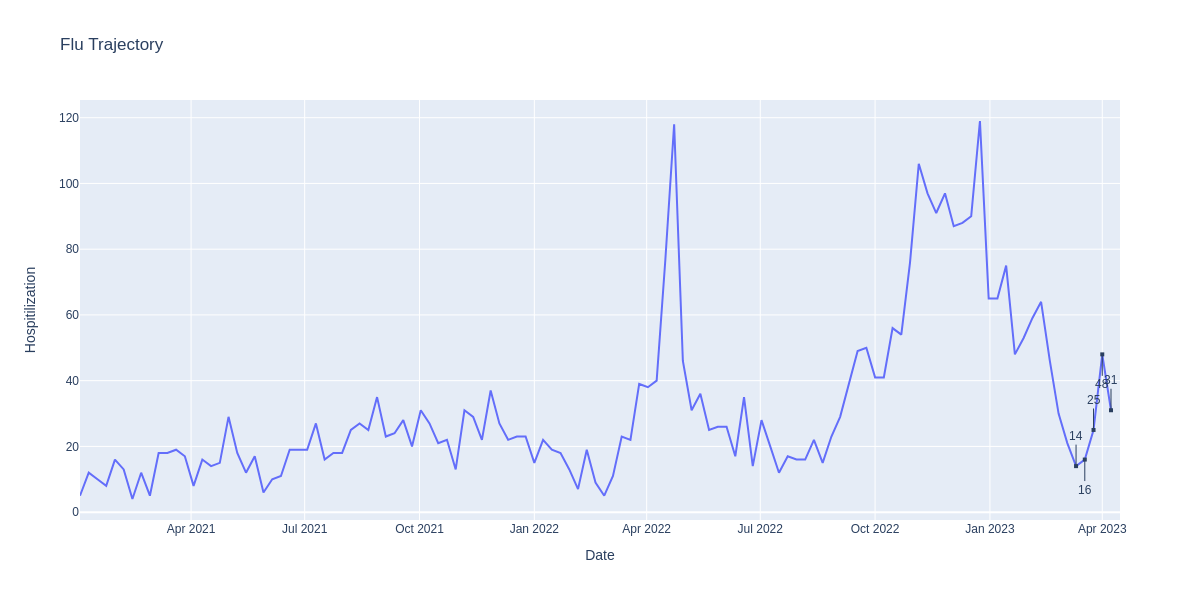 Flu Trajectory
Hospitilization
120
100
80
60
40
20
0
14
16
25
48
31
Apr 2021
Jul 2021
Oct 2021
Jan 2022
Apr 2022
Jul 2022
Oct 2022
Jan 2023
Apr 2023
Date